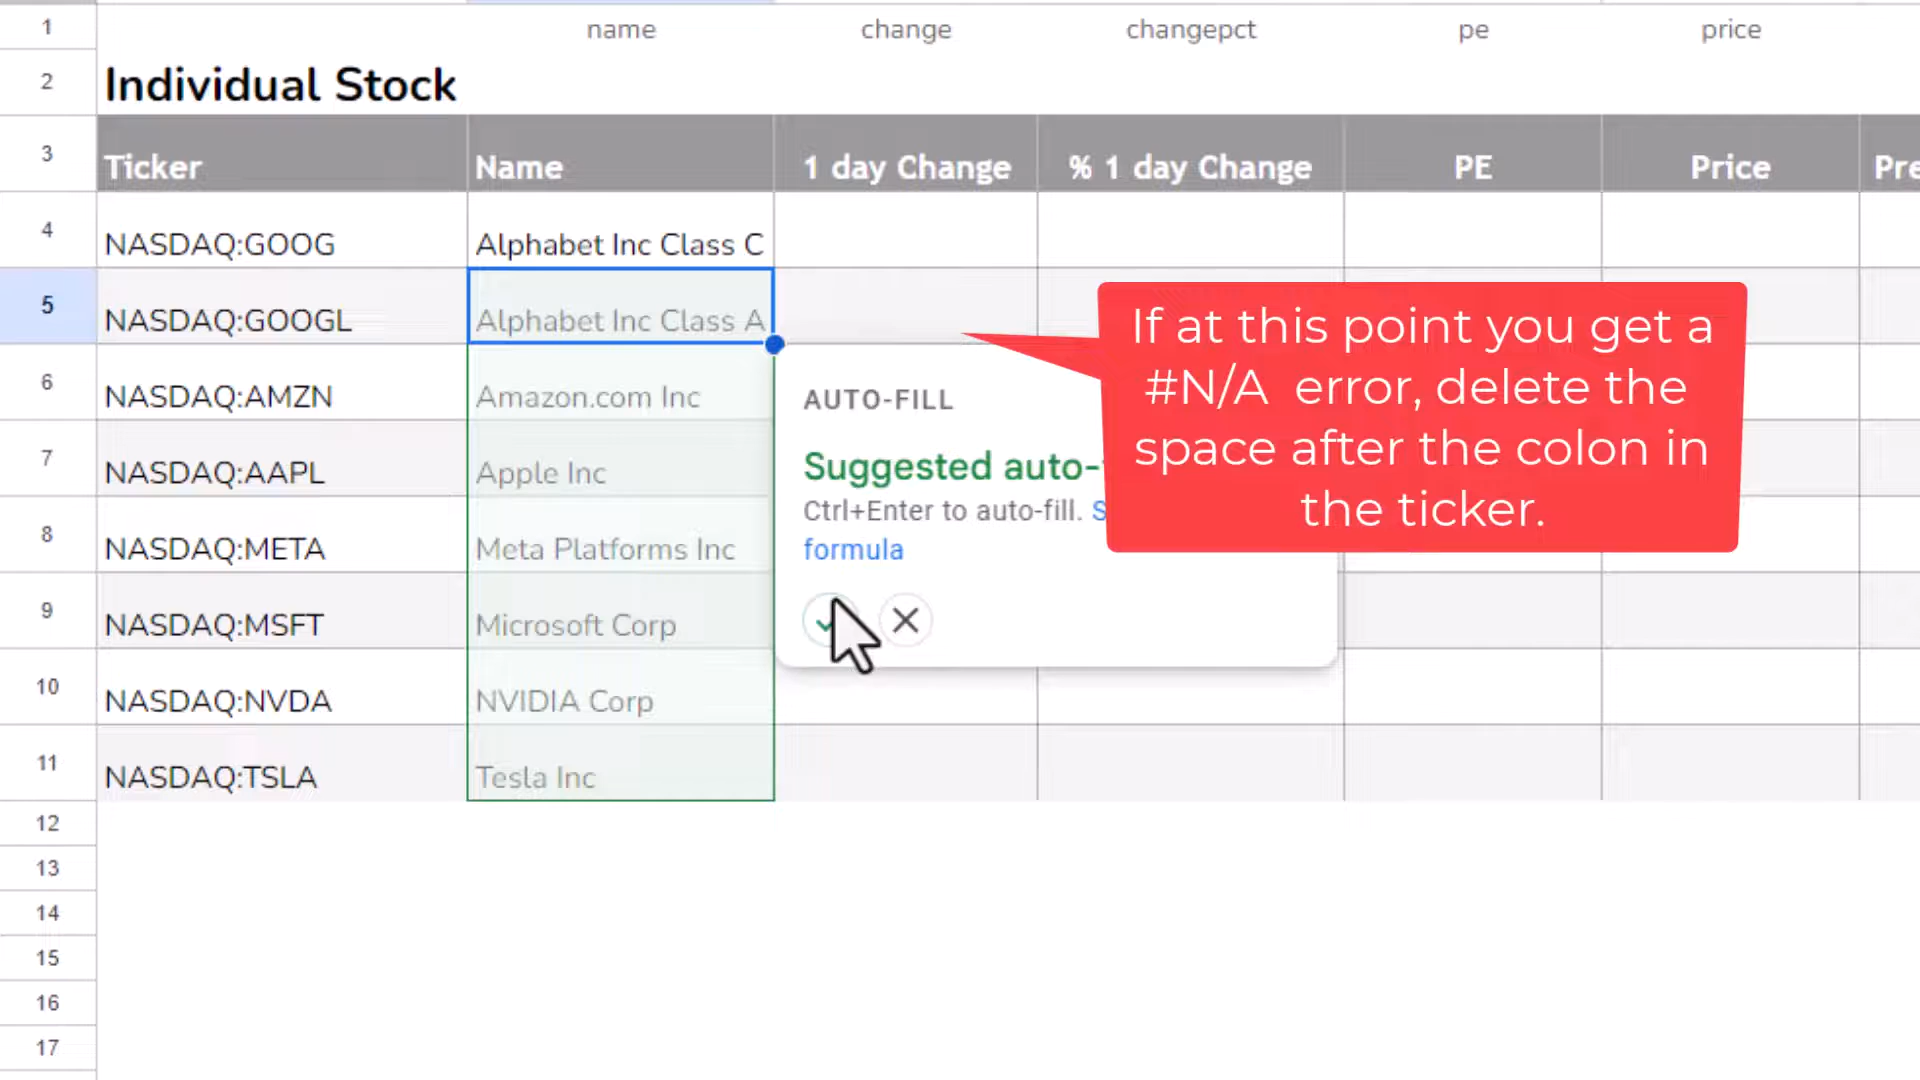 1 name change changepct pe price
2 Individual Stock
3 Ticker Name 1 day Change % 1 day Change PE Price Pre
4 NASDAQ:GOOG Alphabet Inc Class C
5 NASDAQ:GOOGL Alphabet Inc Class A
6 NASDAQ:AMZN Amazon.com Inc
7 NASDAQ:AAPL Apple Inc
8 NASDAQ:META Meta Platforms Inc
9 NASDAQ:MSFT Microsoft Corp
10 NASDAQ:NVDA NVIDIA Corp
11 NASDAQ:TSLA Tesla Inc
12
13
14
15
16
17
AUTO-FILL
Suggested auto-
Ctrl+Enter to auto-fill. S
formula
If at this point you get a
#N/A error, delete the
space after the colon in
the ticker.